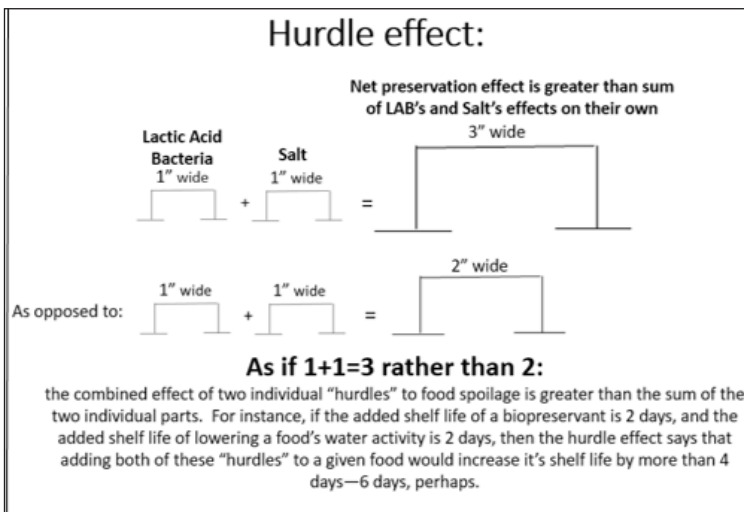 Hurdle effect:
Net preservation effect is greater than sum
of LAB's and Salt's effects on their own
3" wide
Lactic Acid
Bacteria
1" wide
Salt
1" wide
+
=
2" wide
1" wide
1" wide
As opposed to:
+
=
As if 1+1=3 rather than 2:
the combined effect of two individual “hurdles” to food spoilage is greater than the sum of the
two individual parts.  For instance, if the added shelf life of a biopreservant is 2 days, and the
added shelf life of lowering a food's water activity is 2 days, then the hurdle effect says that
adding both of these “hurdles” to a given food would increase it's shelf life by more than 4
days—6 days, perhaps.